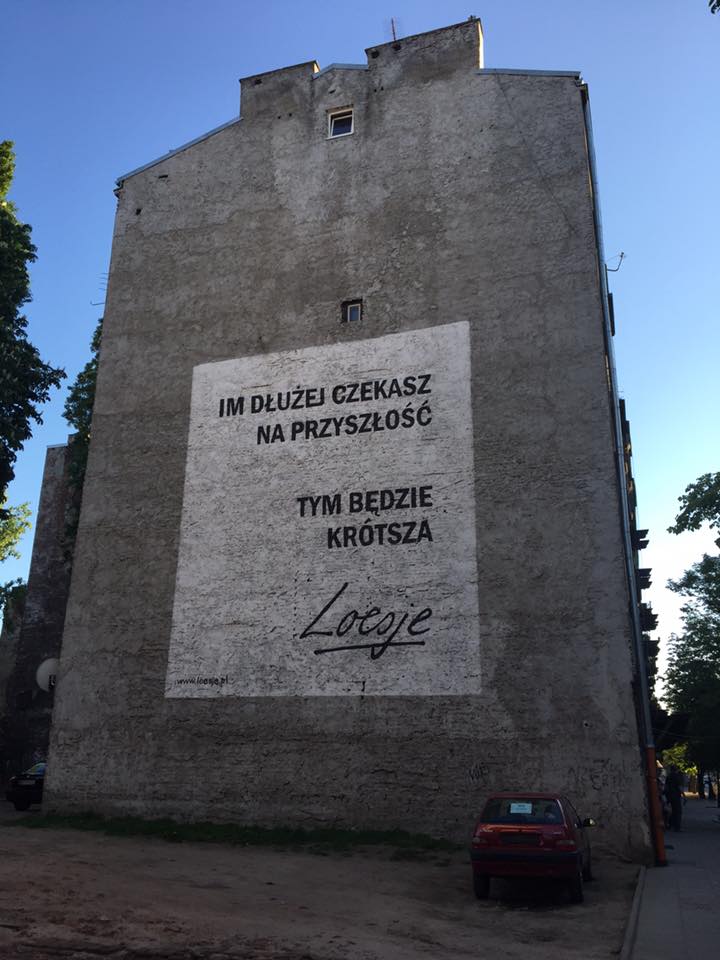 IM DŁUŻEJ CZEKASZ
NA PRZYSZŁOŚĆ
TYM BĘDZIE
KRÓTSZA
Loesje
www.loesje.pl